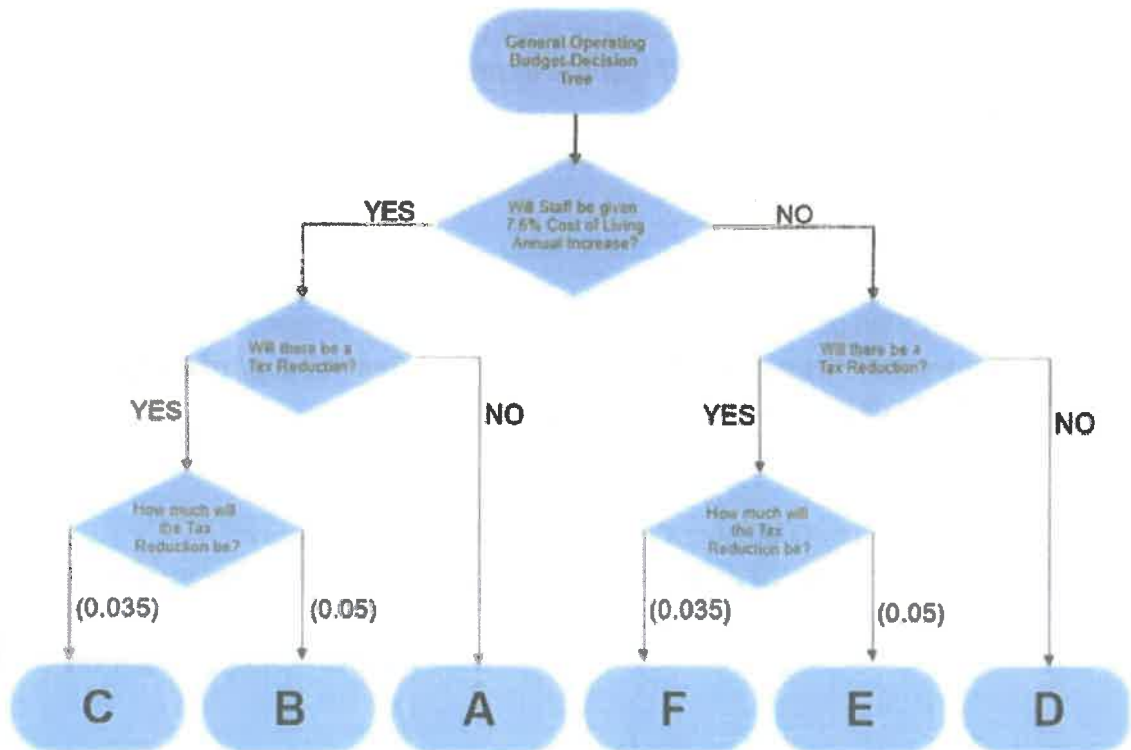 General Operating
Budget Decision
Tree
Will Staff be given
7.6% Cost of Living
Annual Increase?
YES
NO
Will there be a
Tax Reduction?
Will there be a
Tax Reduction?
YES
NO
YES
NO
How much will
the Tax
Reduction be?
How much will
the Tax
Reduction be?
(0.035)
(0.05)
(0.035)
(0.05)
C
B
A
F
E
D